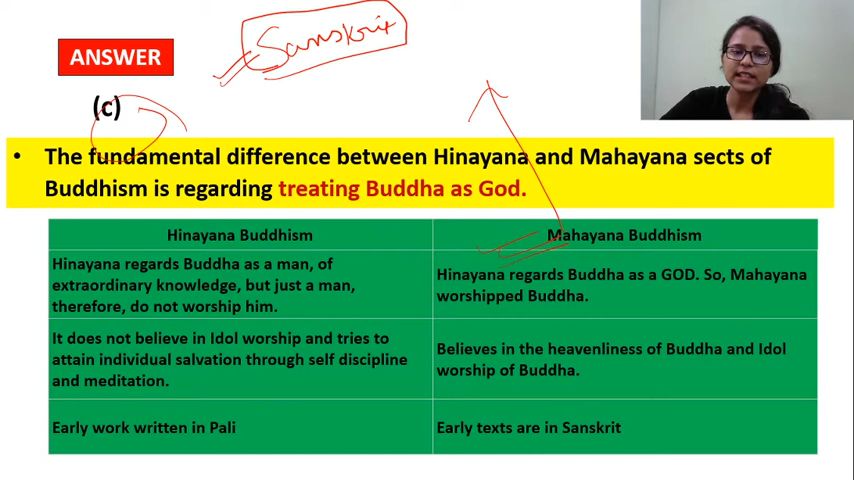 Sanskrit
ANSWER
(c)
• The fundamental difference between Hinayana and Mahayana sects of
Buddhism is regarding treating Buddha as God.
Hinayana Buddhism
Mahayana Buddhism
Hinayana regards Buddha as a man, of
extraordinary knowledge, but just a man,
therefore, do not worship him.
Hinayana regards Buddha as a GOD. So, Mahayana
worshipped Buddha.
It does not believe in Idol worship and tries to
attain individual salvation through self discipline
and meditation.
Believes in the heavenliness of Buddha and Idol
worship of Buddha.
Early work written in Pali
Early texts are in Sanskrit